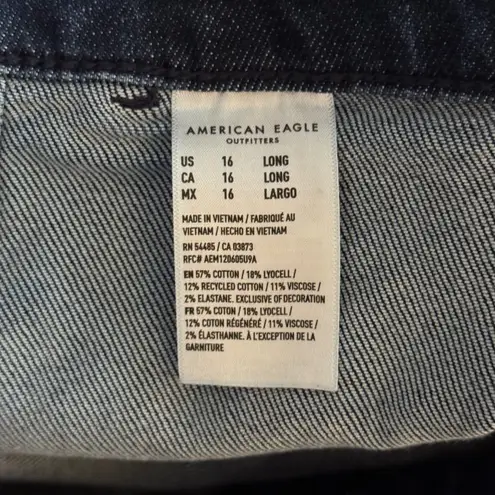 AMERICAN EAGLE
OUTFITTERS
US 16 LONG
CA 16 LONG
MX 16 LARGO
MADE IN VIETNAM / FABRIQUÉ AU
VIETNAM / HECHO EN VIETNAM
RN 54485 / CA 03873
RFC# AEM120605U9A
EN 57% COTTON / 18% LYOCELL /
12% RECYCLED COTTON / 11% VISCOSE /
2% ELASTANE. EXCLUSIVE OF DECORATION
FR 57% COTON / 18% LYOCELL /
12% COTON RÉGÉNÉRÉ / 11% VISCOSE /
2% ÉLASTHANNE. À L'EXCEPTION DE LA
GARNITURE